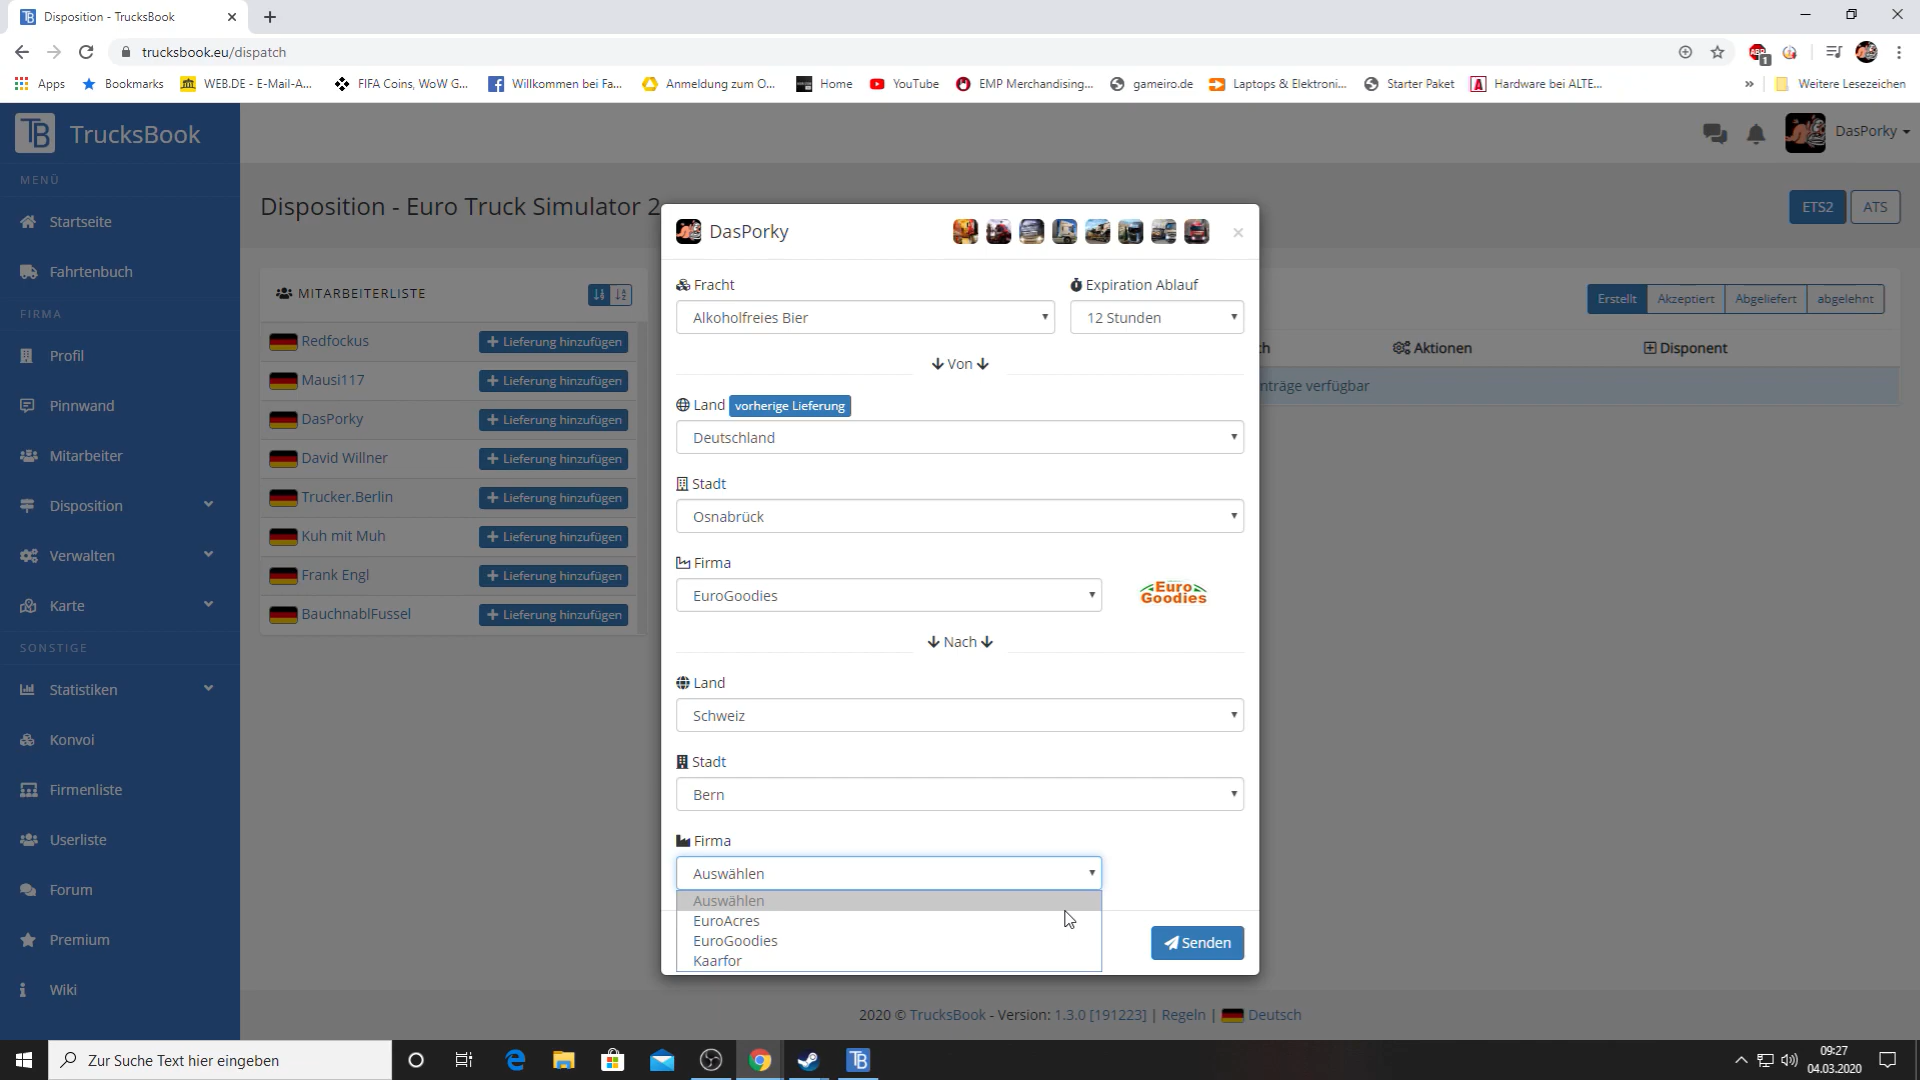 Disposition - TrucksBook
trucksbook.eu/dispatch
Apps
Bookmarks
WEB.DE - E-Mail-A...
FIFA Coins, WoW G...
Willkommen bei Fa...
Anmeldung zum O...
Home
YouTube
EMP Merchandising...
gameiro.de
Laptops & Elektroni...
Starter Paket
Hardware bei ALTE...
»
Weitere Lesezeichen
TB TrucksBook
MENÜ
Startseite
Fahrtenbuch
FIRMA
Profil
Pinnwand
Mitarbeiter
Disposition
Verwalten
Karte
SONSTIGE
Statistiken
Konvoi
Firmenliste
Userliste
Forum
Premium
Wiki
DasPorky
Disposition - Euro Truck Simulator 2
ETS2
ATS
MITARBEITERLISTE
Redfockus + Lieferung hinzufügen
Mausi117 + Lieferung hinzufügen
DasPorky + Lieferung hinzufügen
David Willner + Lieferung hinzufügen
Trucker.Berlin + Lieferung hinzufügen
Kuh mit Muh + Lieferung hinzufügen
Frank Engl + Lieferung hinzufügen
BauchnablFussel + Lieferung hinzufügen
DasPorky
×
Fracht
Alkoholfreies Bier
Expiration Ablauf
12 Stunden
Von
Land vorherige Lieferung
Deutschland
Stadt
Osnabrück
Firma
EuroGoodies
Euro
Goodies
Nach
Land
Schweiz
Stadt
Bern
Firma
Auswählen
Auswählen
EuroAcres
EuroGoodies
Kaarfor
Senden
Erstellt
Akzeptiert
Abgeliefert
abgelehnt
ch
Aktionen
Disponent
nträge verfügbar
2020 © TrucksBook - Version: 1.3.0 [191223] | Regeln | Deutsch
Zur Suche Text hier eingeben
TB
09:27
04.03.2020